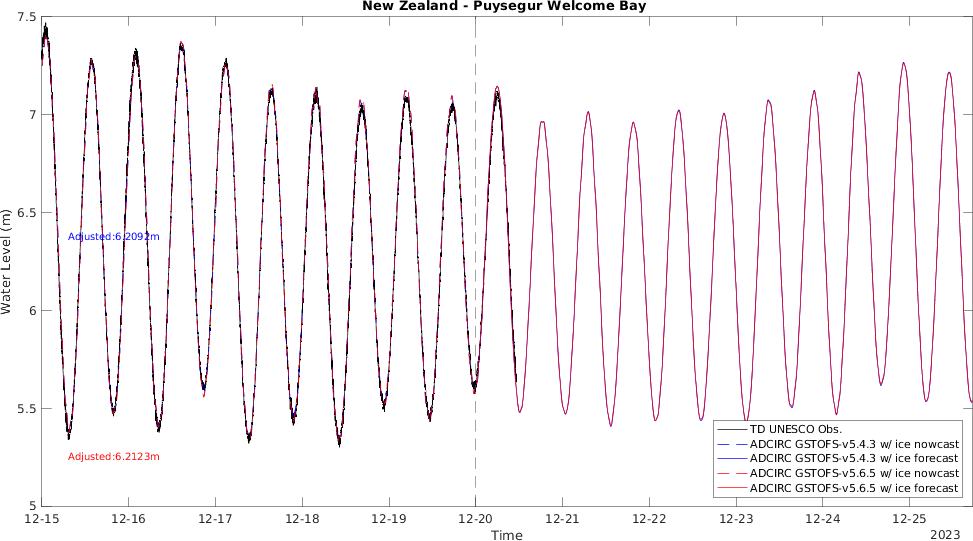 New Zealand - Puysegur Welcome Bay
7.5
7
6.5
6
5.5
5
Water Level (m)
Adjusted:6.2092m
Adjusted:6.2123m
TD UNESCO Obs.
ADCIRC GSTOFS-v5.4.3 w/ ice nowcast
ADCIRC GSTOFS-v5.4.3 w/ ice forecast
ADCIRC GSTOFS-v5.6.5 w/ ice nowcast
ADCIRC GSTOFS-v5.6.5 w/ ice forecast
12-15 12-16 12-17 12-18 12-19 12-20 12-21 12-22 12-23 12-24 12-25
Time
2023